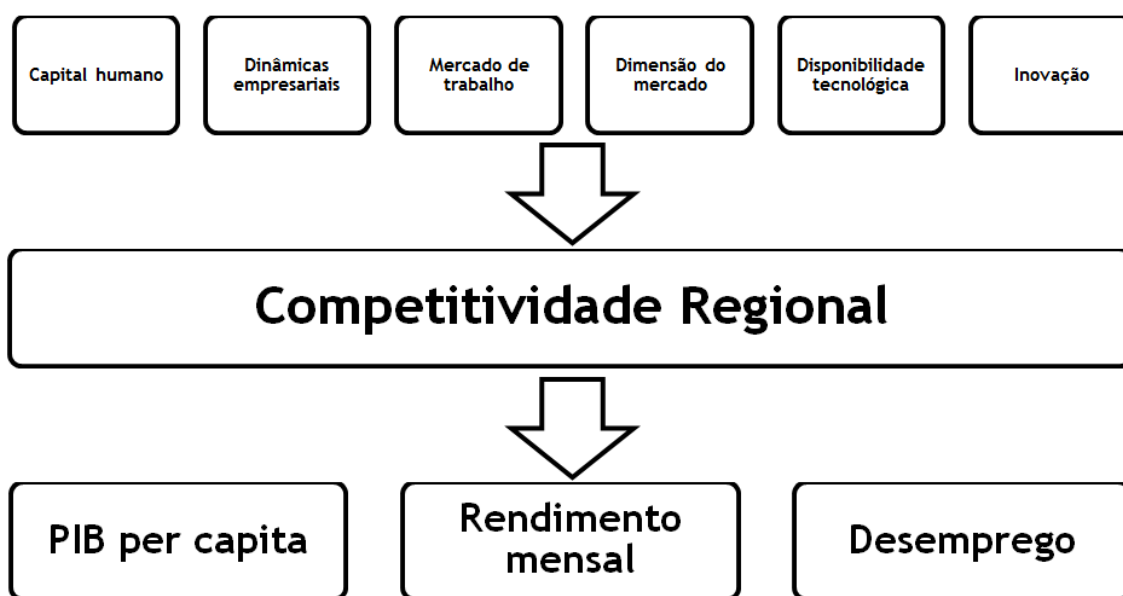 Capital humano
Dinâmicas
empresariais
Mercado de
trabalho
Dimensão do
mercado
Disponibilidade
tecnológica
Inovação
Competitividade Regional
PIB per capita
Rendimento
mensal
Desemprego